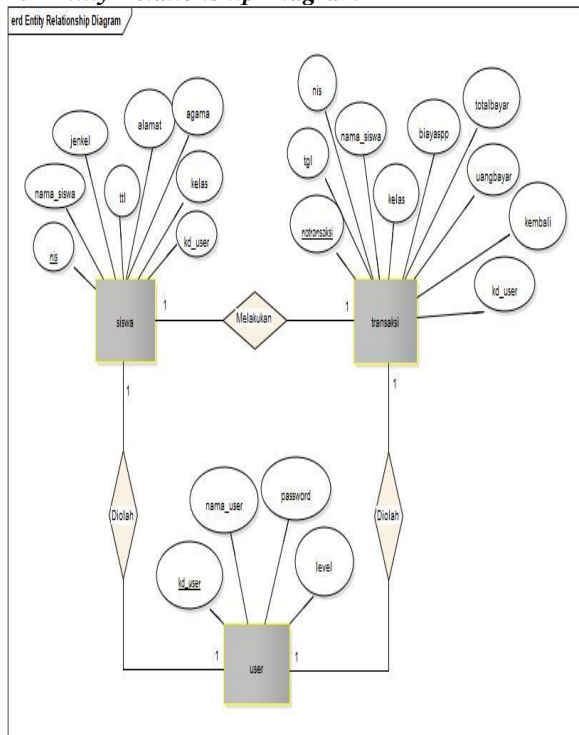 erd Entity Relationship Diagram
nis
agama
alamat
totalbayar
jenkel
nama_siswa
biayaspp
tgl
uangbayar
nama_siswa
ttl
kelas
kelas
kembali
notransaksi
nis
kd_user
kd_user
siswa
1
Melakukan
1
transaksi
1
1
Diolah
nama_user
password
Diolah
kd_user
level
1
user
1